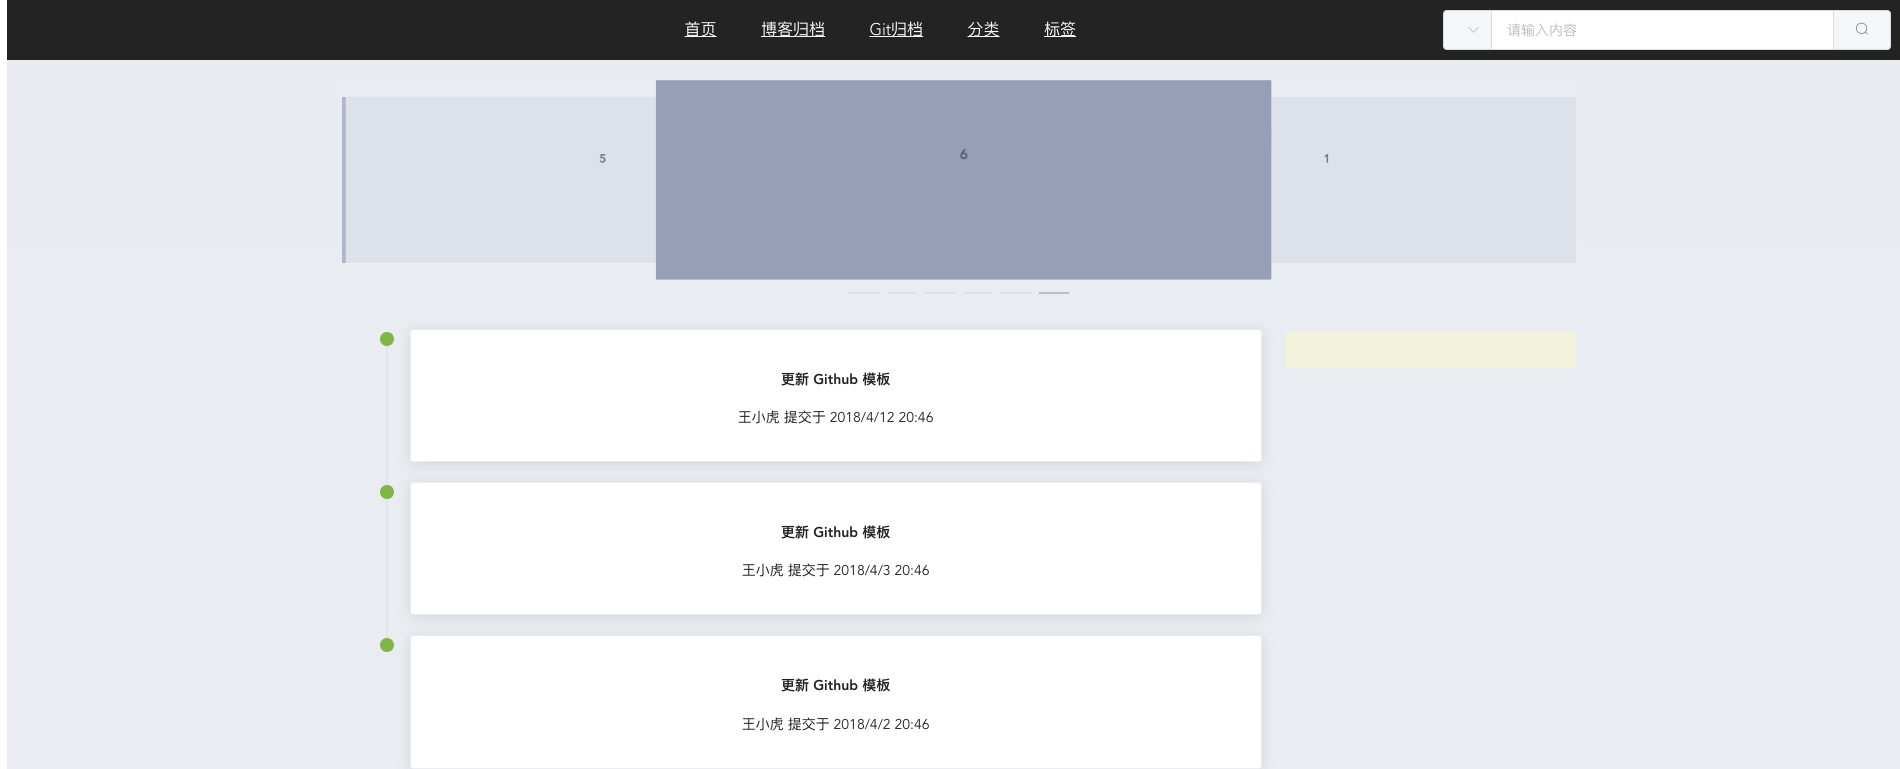 首页 博客归档 Git归档 分类 标签 请输入内容
5 6 1
更新 Github 模板
王小虎 提交于 2018/4/12 20:46
更新 Github 模板
王小虎 提交于 2018/4/3 20:46
更新 Github 模板
王小虎 提交于 2018/4/2 20:46